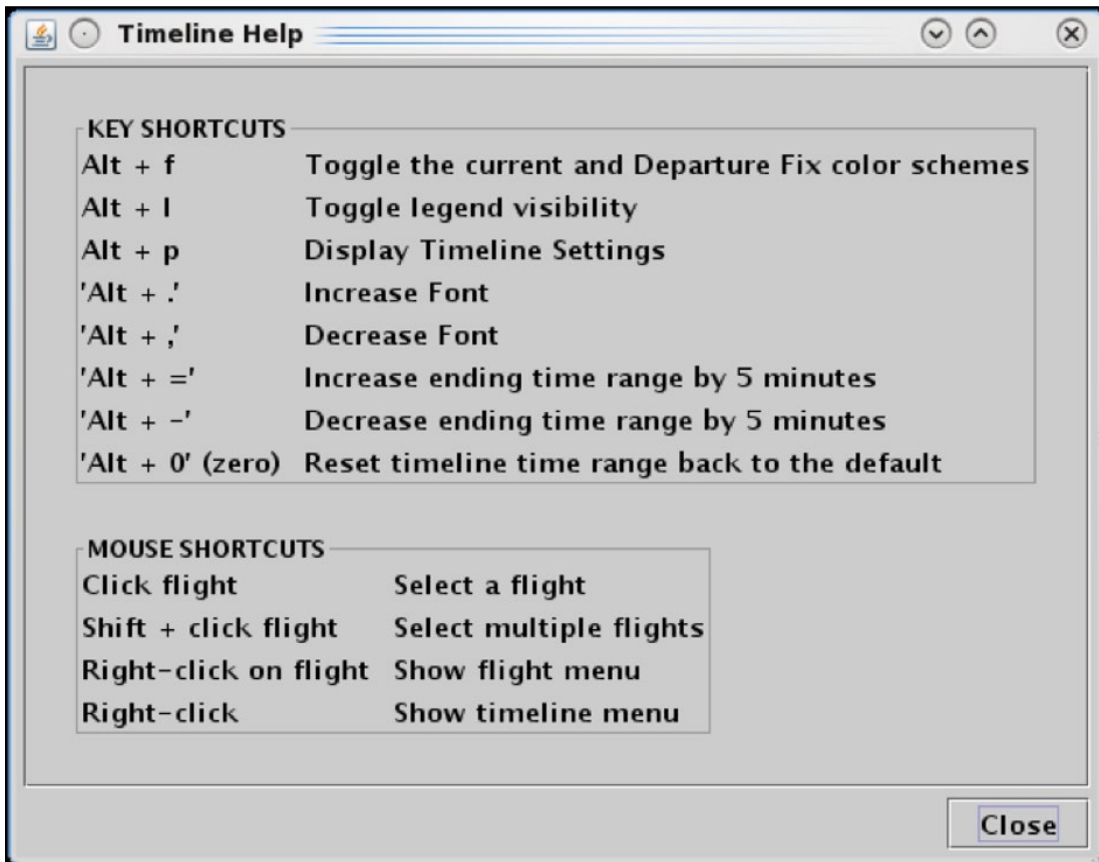 Timeline Help
KEY SHORTCUTS
Alt + f Toggle the current and Departure Fix color schemes
Alt + l Toggle legend visibility
Alt + p Display Timeline Settings
'Alt + .' Increase Font
'Alt + ,' Decrease Font
'Alt + =' Increase ending time range by 5 minutes
'Alt + -' Decrease ending time range by 5 minutes
'Alt + 0' (zero) Reset timeline time range back to the default
MOUSE SHORTCUTS
Click flight Select a flight
Shift + click flight Select multiple flights
Right-click on flight Show flight menu
Right-click Show timeline menu
Close